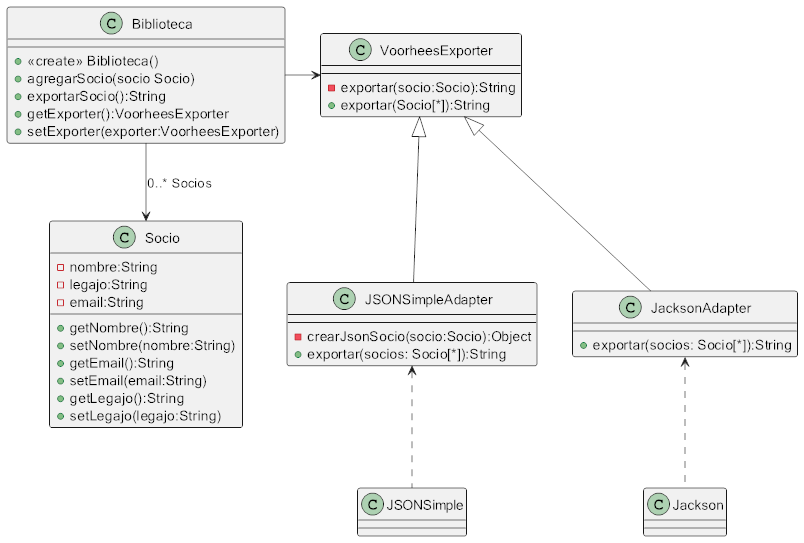 C Biblioteca
«create» Biblioteca()
agregarSocio(socio Socio)
exportarSocio():String
getExporter():VoorheesExporter
setExporter(exporter:VoorheesExporter)
C VoorheesExporter
exportar(socio:Socio):String
exportar(Socio[*]):String
0..* Socios
C Socio
nombre:String
legajo:String
email:String
getNombre():String
setNombre(nombre:String)
getEmail():String
setEmail(email:String)
getLegajo():String
setLegajo(legajo:String)
C JSONSimpleAdapter
crearJsonSocio(socio:Socio):Object
exportar(socios: Socio[*]):String
C JacksonAdapter
exportar(socios: Socio[*]):String
C JSONSimple
C Jackson